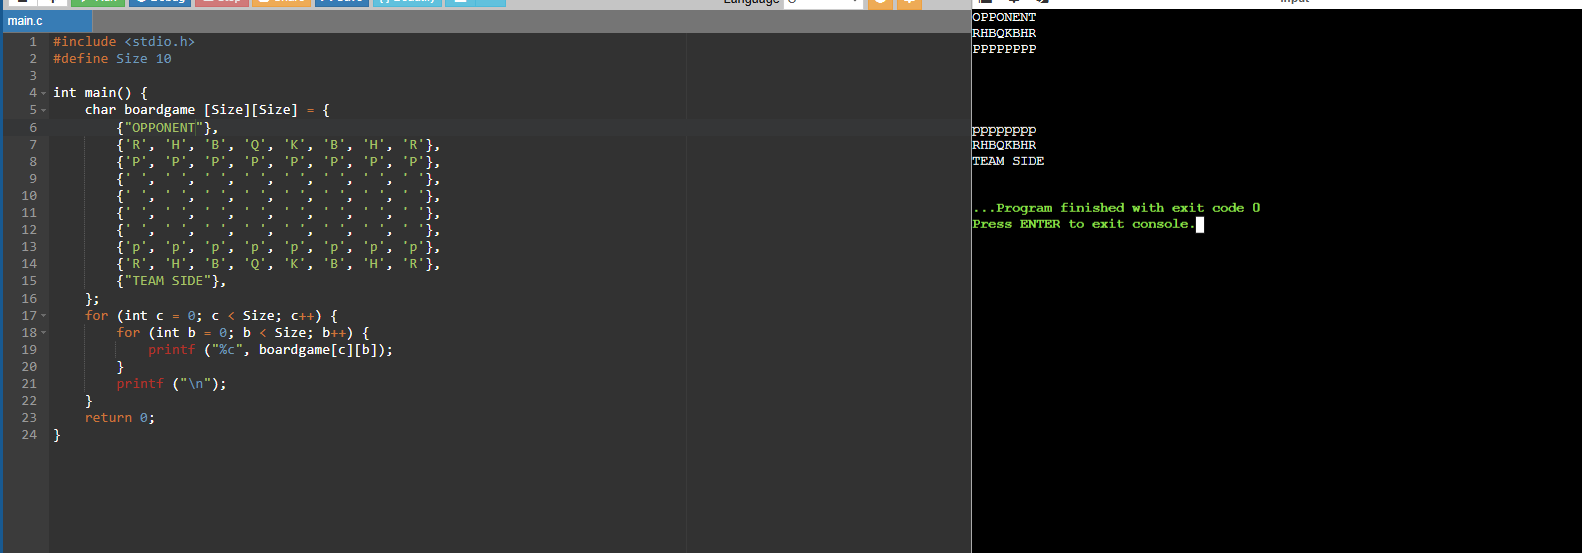 Language
Input
main.c
1 #include <stdio.h>
2 #define Size 10
3
4 int main() {
5 char boardgame [Size][Size] = {
6 {"OPPONENT"},
7 {'R', 'H', 'B', 'Q', 'K', 'B', 'H', 'R'},
8 {'P', 'P', 'P', 'P', 'P', 'P', 'P', 'P'},
9 {' ', ' ', ' ', ' ', ' ', ' ', ' ', ' '},
10 {' ', ' ', ' ', ' ', ' ', ' ', ' ', ' '},
11 {' ', ' ', ' ', ' ', ' ', ' ', ' ', ' '},
12 {' ', ' ', ' ', ' ', ' ', ' ', ' ', ' '},
13 {'p', 'p', 'p', 'p', 'p', 'p', 'p', 'p'},
14 {'R', 'H', 'B', 'Q', 'K', 'B', 'H', 'R'},
15 {"TEAM SIDE"},
16 };
17 for (int c = 0; c < Size; c++) {
18 for (int b = 0; b < Size; b++) {
19 printf ("%c", boardgame[c][b]);
20 }
21 printf ("\n");
22 }
23 return 0;
24 }
OPPONENT
RHBQKBHR
PPPPPPPP
pppppppp
RHBQKBHR
TEAM SIDE
...Program finished with exit code 0
Press ENTER to exit console.